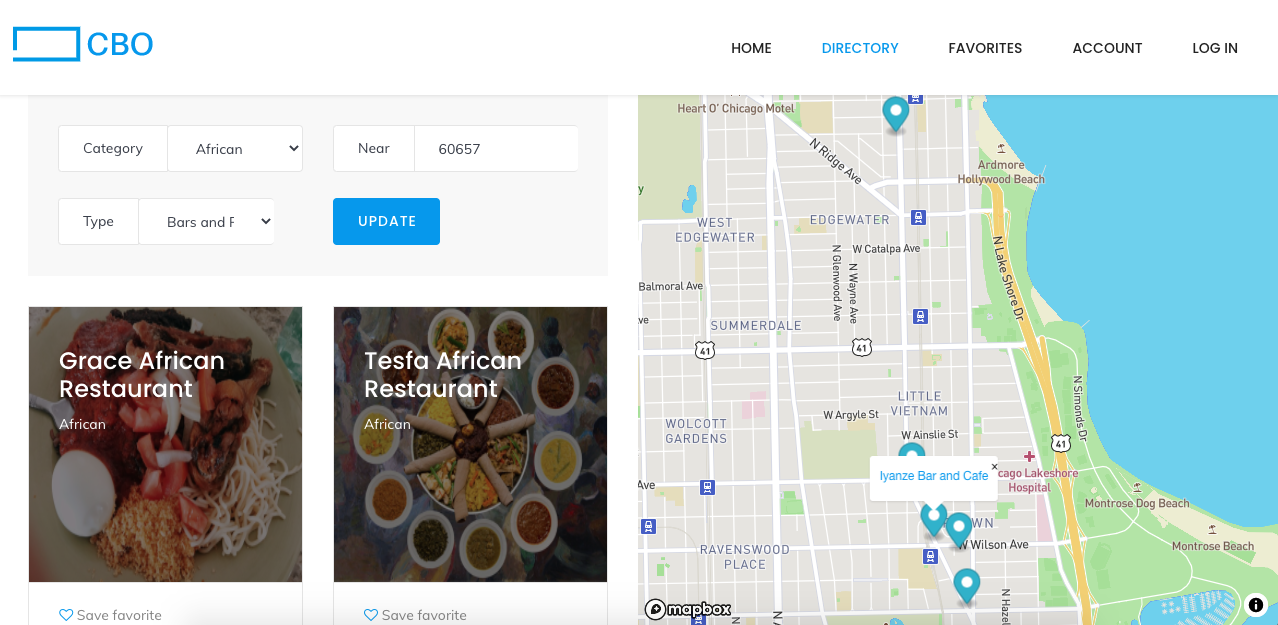 CBO
HOME
DIRECTORY
FAVORITES
ACCOUNT
LOG IN
Category
African
Near
60657
Type
Bars and
UPDATE
Grace African
Restaurant
African
Save favorite
Tesfa African
Restaurant
African
Save favorite
Heart O' Chicago Motel
N Ridge Ave
Ardmore
Hollywood Beach
WEST
EDGEWATER
EDGEWATER
W Catalpa Ave
N Glenwood Ave
N Wayne Ave
N Lake Shore Dr
Balmoral Ave
ve
SUMMERDALE
41
41
N Simonds Dr
LITTLE
VIETNAM
W Argyle St
WOLCOTT
GARDENS
W Ainslie St
41
Iyanze Bar and Cafe
×
cago Lakeshore
Hospital
Ave
Montrose Dog Beach
WN
W Wilson Ave
Montrose Beach
RAVENSWOOD
PLACE
N Hazel
mapbox